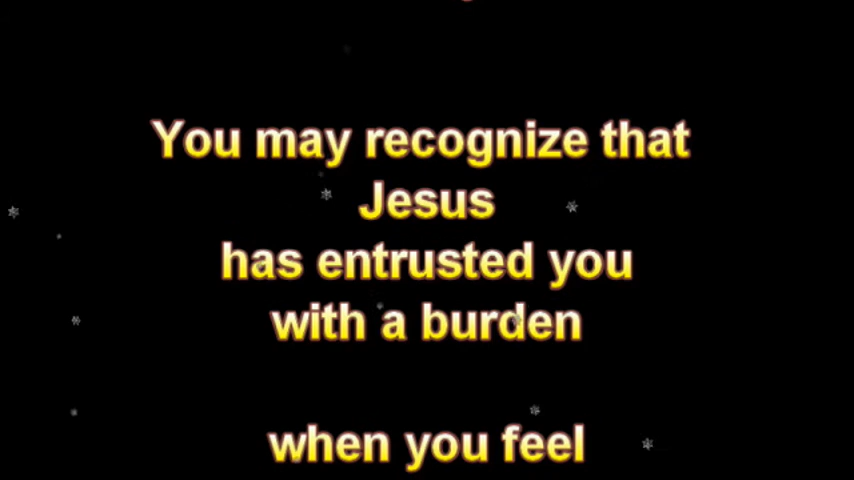 You may recognize that
Jesus
has entrusted you
with a burden
when you feel